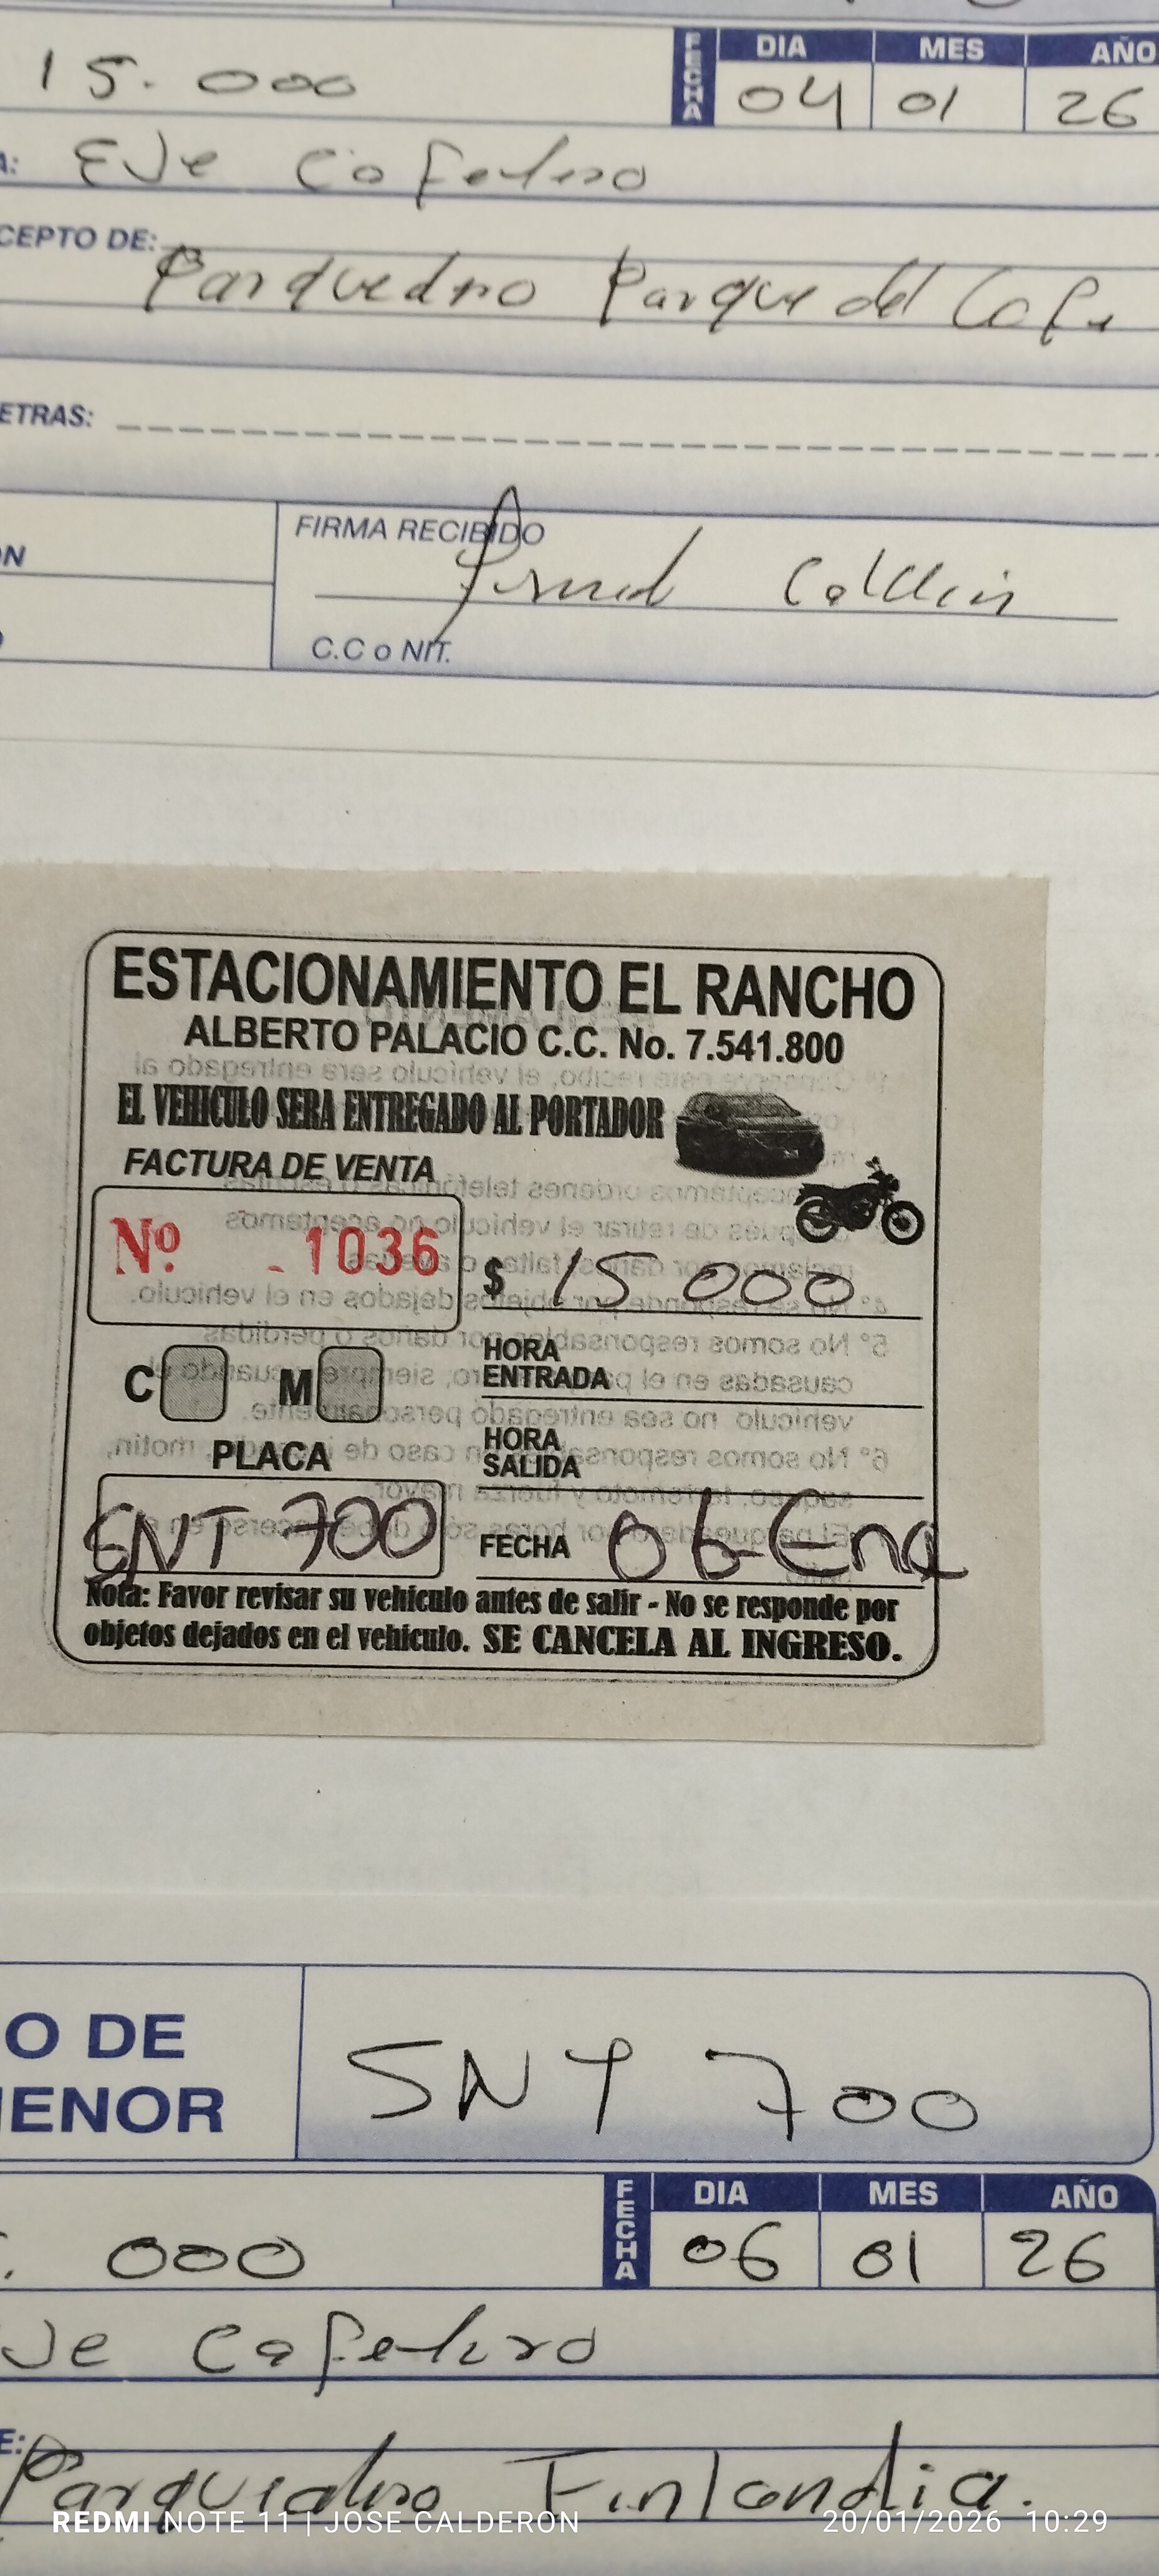 15.000
FECHA
DIA MES AÑO
04 01 26
A: EJe Cafetero
CEPTO DE:
Parqueadro Parque del Cafe
ETRAS:
FIRMA RECIBIDO
C.C o NIT.
ESTACIONAMIENTO EL RANCHO
ALBERTO PALACIO C.C. No. 7.541.800
EL VEHICULO SERA ENTREGADO AL PORTADOR
FACTURA DE VENTA
Nº 1036
$ 15 000
C M
HORA
ENTRADA
HORA
SALIDA
PLACA
SNT 700
FECHA 06-Ene
Nota: Favor revisar su vehiculo antes de salir - No se responde por
objetos dejados en el vehiculo. SE CANCELA AL INGRESO.
O DE
MENOR
SNT 700
. 000
FECHA
DIA MES AÑO
06 01 26
Je Cafetero
E:
Parqueadro Finlandia.
REDMI NOTE 11 | JOSE CALDERON
20/01/2026 10:29